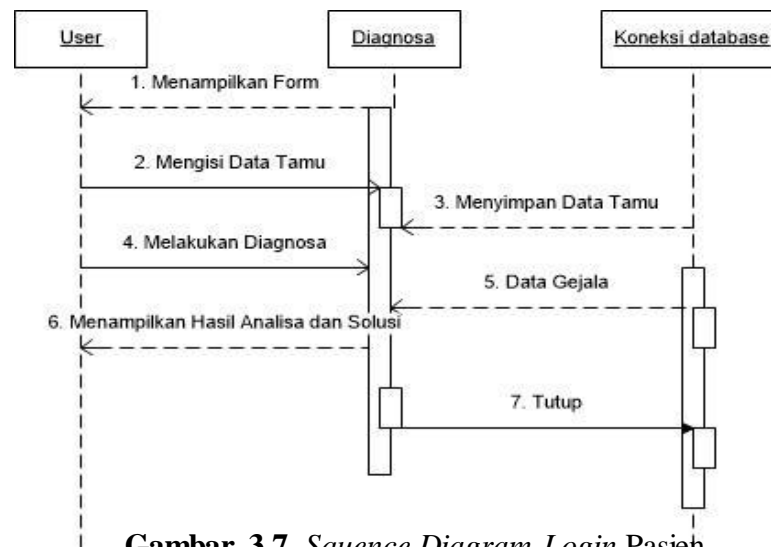 User
Diagnosa
Koneksi database
1. Menampilkan Form
2. Mengisi Data Tamu
3. Menyimpan Data Tamu
4. Melakukan Diagnosa
5. Data Gejala
6. Menampilkan Hasil Analisa dan Solusi
7. Tutup
Gambar 3.7 Squence Diagram Login Pasien